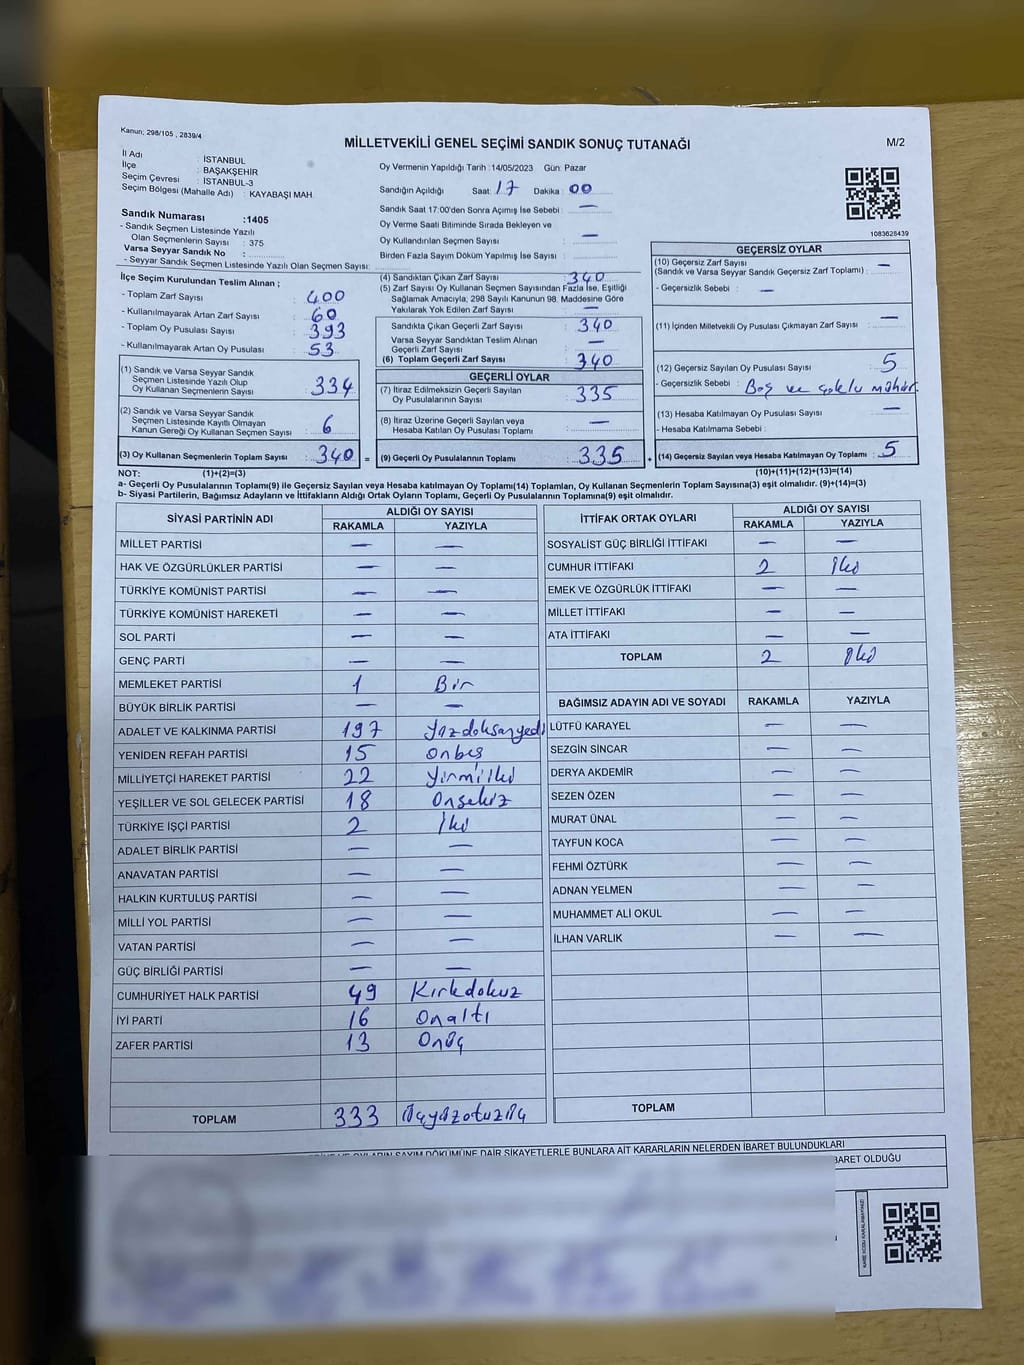 Kanun; 298/105 , 2839/4
MİLLETVEKİLİ GENEL SEÇİMİ SANDIK SONUÇ TUTANAĞI
M/2
İl Adı : İSTANBUL
İlçe : BAŞAKŞEHİR
Seçim Çevresi : İSTANBUL-3
Seçim Bölgesi (Mahalle Adı) : KAYABAŞI MAH
Sandık Numarası :1405
- Sandık Seçmen Listesinde Yazılı
Olan Seçmenlerin Sayısı : 375
Varsa Seyyar Sandık No :
- Seyyar Sandık Seçmen Listesinde Yazılı Olan Seçmen Sayısı:
Oy Vermenin Yapıldığı Tarih : 14/05/2023 Gün: Pazar
Sandığın Açıldığı Saat: 17 Dakika: 00
Sandık Saat 17:00'den Sonra Açımış İse Sebebi : —
Oy Verme Saati Bitiminde Sırada Bekleyen ve
Oy Kullandırılan Seçmen Sayısı : —
Birden Fazla Sayım Döküm Yapılmış İse Sayısı :
1083628439
İlçe Seçim Kurulundan Teslim Alınan ;
- Toplam Zarf Sayısı : 400
- Kullanılmayarak Artan Zarf Sayısı : 60
- Toplam Oy Pusulası Sayısı : 393
- Kullanılmayarak Artan Oy Pusulası : 53
(1) Sandık ve Varsa Seyyar Sandık
Seçmen Listesinde Yazılı Olup
Oy Kullanan Seçmenlerin Sayısı : 334
(2) Sandık ve Varsa Seyyar Sandık
Seçmen Listesinde Kayıtlı Olmayan
Kanun Gereği Oy Kullanan Seçmen Sayısı : 6
(3) Oy Kullanan Seçmenlerin Toplam Sayısı : 340 =
(4) Sandıktan Çıkan Zarf Sayısı : 340
(5) Zarf Sayısı Oy Kullanan Seçmen Sayısından Fazla İse, Eşitliği
Sağlamak Amacıyla, 298 Sayılı Kanunun 98. Maddesine Göre
Yakılarak Yok Edilen Zarf Sayısı :
Sandıkta Çıkan Geçerli Zarf Sayısı : 340
Varsa Seyyar Sandıktan Teslim Alınan
Geçerli Zarf Sayısı : —
(6) Toplam Geçerli Zarf Sayısı : 340
GEÇERLİ OYLAR
(7) İtiraz Edilmeksizin Geçerli Sayılan
Oy Pusulalarının Sayısı : 335
(8) İtiraz Üzerine Geçerli Sayılan veya
Hesaba Katılan Oy Pusulası Toplamı : —
(9) Geçerli Oy Pusulalarının Toplamı : 335 +
GEÇERSİZ OYLAR
(10) Geçersiz Zarf Sayısı
(Sandık ve Varsa Seyyar Sandık Geçersiz Zarf Toplamı) : —
- Geçersizlik Sebebi : —
(11) İçinden Milletvekili Oy Pusulası Çıkmayan Zarf Sayısı : —
(12) Geçersiz Sayılan Oy Pusulası Sayısı : 5
- Geçersizlik Sebebi : Boş ve çoklu mühür
(13) Hesaba Katılmayan Oy Pusulası Sayısı : —
- Hesaba Katılmama Sebebi :
(14) Geçersiz Sayılan veya Hesaba Katılmayan Oy Toplamı : 5
NOT: (1)+(2)=(3) (10)+(11)+(12)+(13)=(14)
a- Geçerli Oy Pusulalarının Toplamı(9) ile Geçersiz Sayılan veya Hesaba Katılmayan Oy Toplamı(14) Toplamları, Oy Kullanan Seçmenlerin Toplam Sayısına(3) eşit olmalıdır. (9)+(14)=(3)
b- Siyasi Partilerin, Bağımsız Adayların ve İttifakların Aldığı Ortak Oyların Toplamı, Geçerli Oy Pusulalarının Toplamına(9) eşit olmalıdır.
SİYASİ PARTİNİN ADI ALDIĞI OY SAYISI
RAKAMLA YAZIYLA
MİLLET PARTİSİ — —
HAK VE ÖZGÜRLÜKLER PARTİSİ — —
TÜRKİYE KOMÜNİST PARTİSİ — —
TÜRKİYE KOMÜNİST HAREKETİ — —
SOL PARTİ — —
GENÇ PARTİ — —
MEMLEKET PARTİSİ 1 Bir
BÜYÜK BİRLİK PARTİSİ — —
ADALET VE KALKINMA PARTİSİ 197 Yüzdoksanyedi
YENİDEN REFAH PARTİSİ 15 Onbeş
MİLLİYETÇİ HAREKET PARTİSİ 22 Yirmiiki
YEŞİLLER VE SOL GELECEK PARTİSİ 18 Onsekiz
TÜRKİYE İŞÇİ PARTİSİ 2 İki
ADALET BİRLİK PARTİSİ — —
ANAVATAN PARTİSİ — —
HALKIN KURTULUŞ PARTİSİ — —
MİLLİ YOL PARTİSİ — —
VATAN PARTİSİ — —
GÜÇ BİRLİĞİ PARTİSİ — —
CUMHURİYET HALK PARTİSİ 49 Kırkdokuz
İYİ PARTİ 16 Onaltı
ZAFER PARTİSİ 13 Onüç
TOPLAM 333 Üçyüzotuzüç
İTTİFAK ORTAK OYLARI ALDIĞI OY SAYISI
RAKAMLA YAZIYLA
SOSYALİST GÜÇ BİRLİĞİ İTTİFAKI — —
CUMHUR İTTİFAKI 2 İki
EMEK VE ÖZGÜRLÜK İTTİFAKI — —
MİLLET İTTİFAKI — —
ATA İTTİFAKI — —
TOPLAM 2 İki
BAĞIMSIZ ADAYIN ADI VE SOYADI RAKAMLA YAZIYLA
LÜTFÜ KARAYEL — —
SEZGİN SİNCAR — —
DERYA AKDEMİR — —
SEZEN ÖZEN — —
MURAT ÜNAL — —
TAYFUN KOCA — —
FEHMİ ÖZTÜRK — —
ADNAN YELMEN — —
MUHAMMET ALİ OKUL — —
İLHAN VARLIK — —
TOPLAM
OYLARIN SAYIM DÖKÜMÜNE DAİR ŞİKAYETLERLE BUNLARA AİT KARARLARIN NELERDEN İBARET BULUNDUKLARI
İBARET OLDUĞU